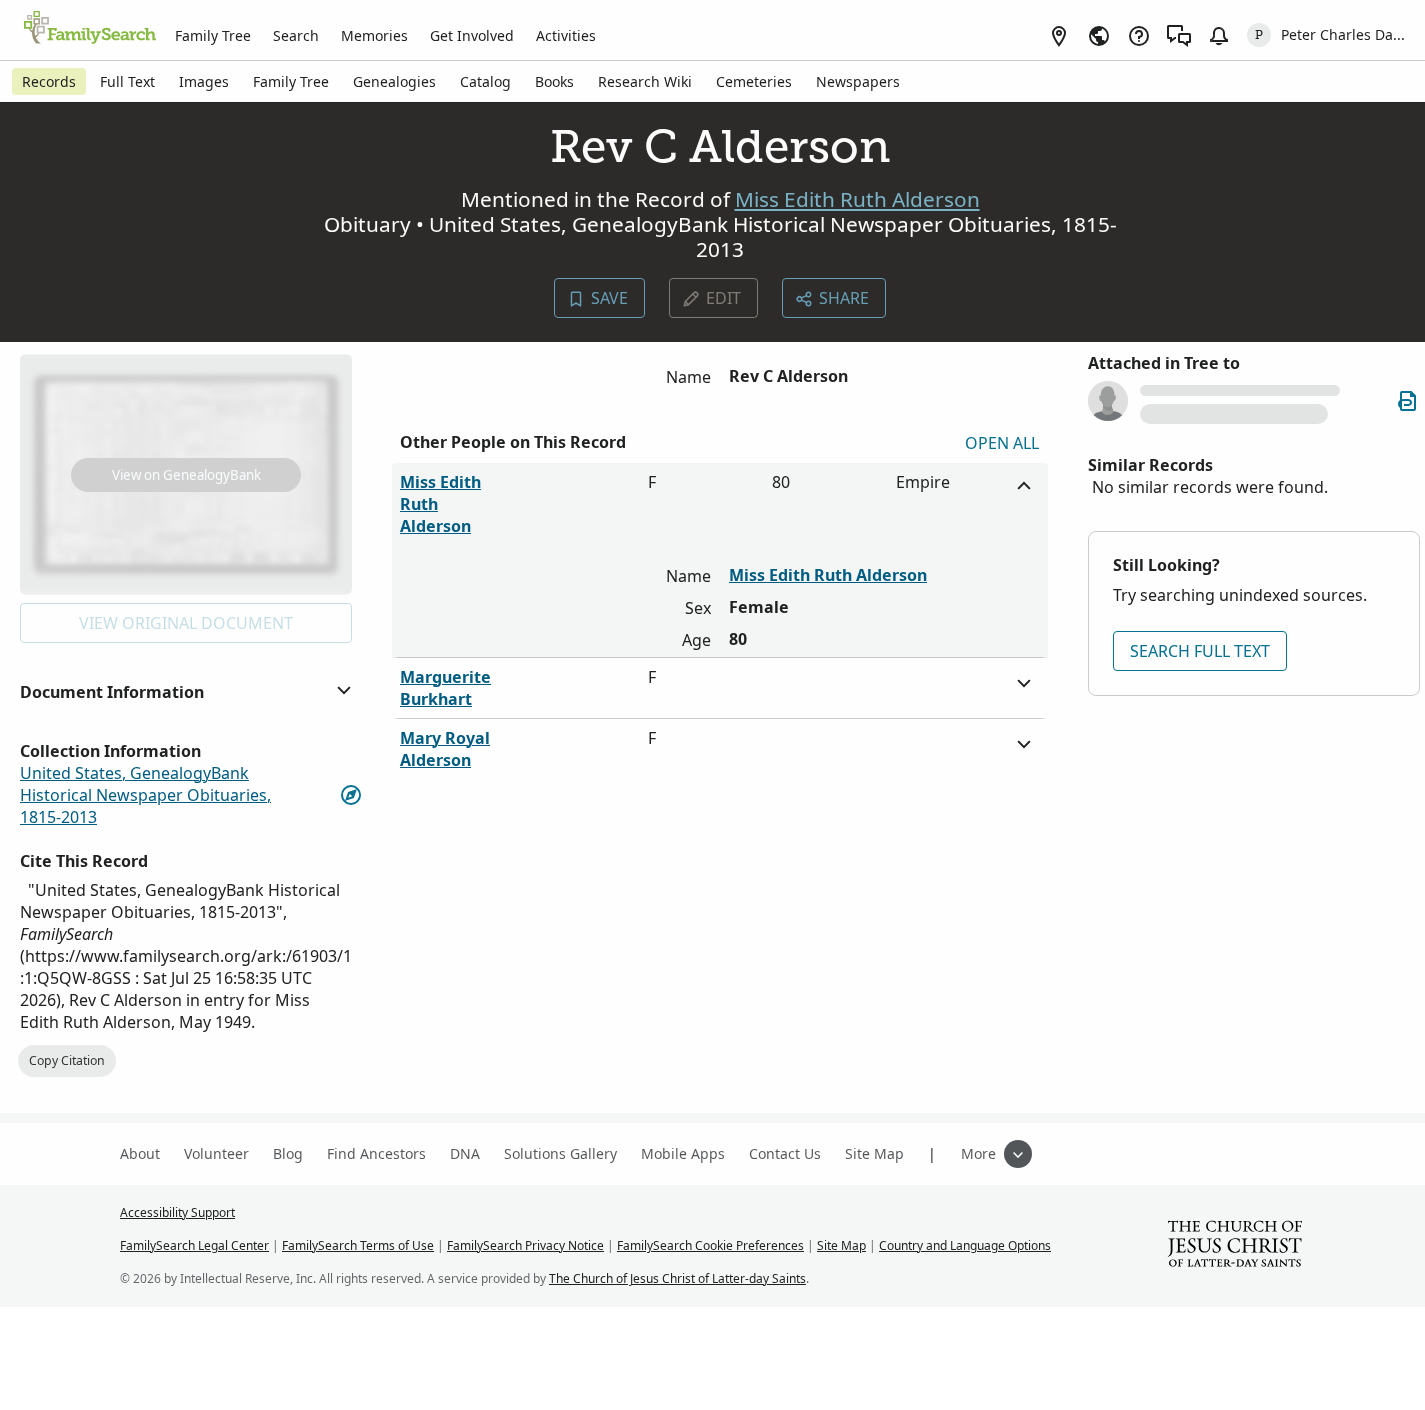 FamilySearch
Family Tree Search Memories Get Involved Activities
P Peter Charles Da...
Records Full Text Images Family Tree Genealogies Catalog Books Research Wiki Cemeteries Newspapers
Rev C Alderson
Mentioned in the Record of Miss Edith Ruth Alderson
Obituary • United States, GenealogyBank Historical Newspaper Obituaries, 1815-
2013
SAVE EDIT SHARE
View on GenealogyBank
VIEW ORIGINAL DOCUMENT
Document Information
Collection Information
United States, GenealogyBank
Historical Newspaper Obituaries,
1815-2013
Cite This Record
"United States, GenealogyBank Historical
Newspaper Obituaries, 1815-2013",
FamilySearch
(https://www.familysearch.org/ark:/61903/1
:1:Q5QW-8GSS : Sat Jul 25 16:58:35 UTC
2026), Rev C Alderson in entry for Miss
Edith Ruth Alderson, May 1949.
Copy Citation
Name Rev C Alderson
Other People on This Record OPEN ALL
Miss Edith F 80 Empire
Ruth
Alderson
Name Miss Edith Ruth Alderson
Sex Female
Age 80
Marguerite F
Burkhart
Mary Royal F
Alderson
Attached in Tree to
Similar Records
No similar records were found.
Still Looking?
Try searching unindexed sources.
SEARCH FULL TEXT
About Volunteer Blog Find Ancestors DNA Solutions Gallery Mobile Apps Contact Us Site Map | More
Accessibility Support
FamilySearch Legal Center | FamilySearch Terms of Use | FamilySearch Privacy Notice | FamilySearch Cookie Preferences | Site Map | Country and Language Options
© 2026 by Intellectual Reserve, Inc. All rights reserved. A service provided by The Church of Jesus Christ of Latter-day Saints.
THE CHURCH OF
JESUS CHRIST
OF LATTER-DAY SAINTS